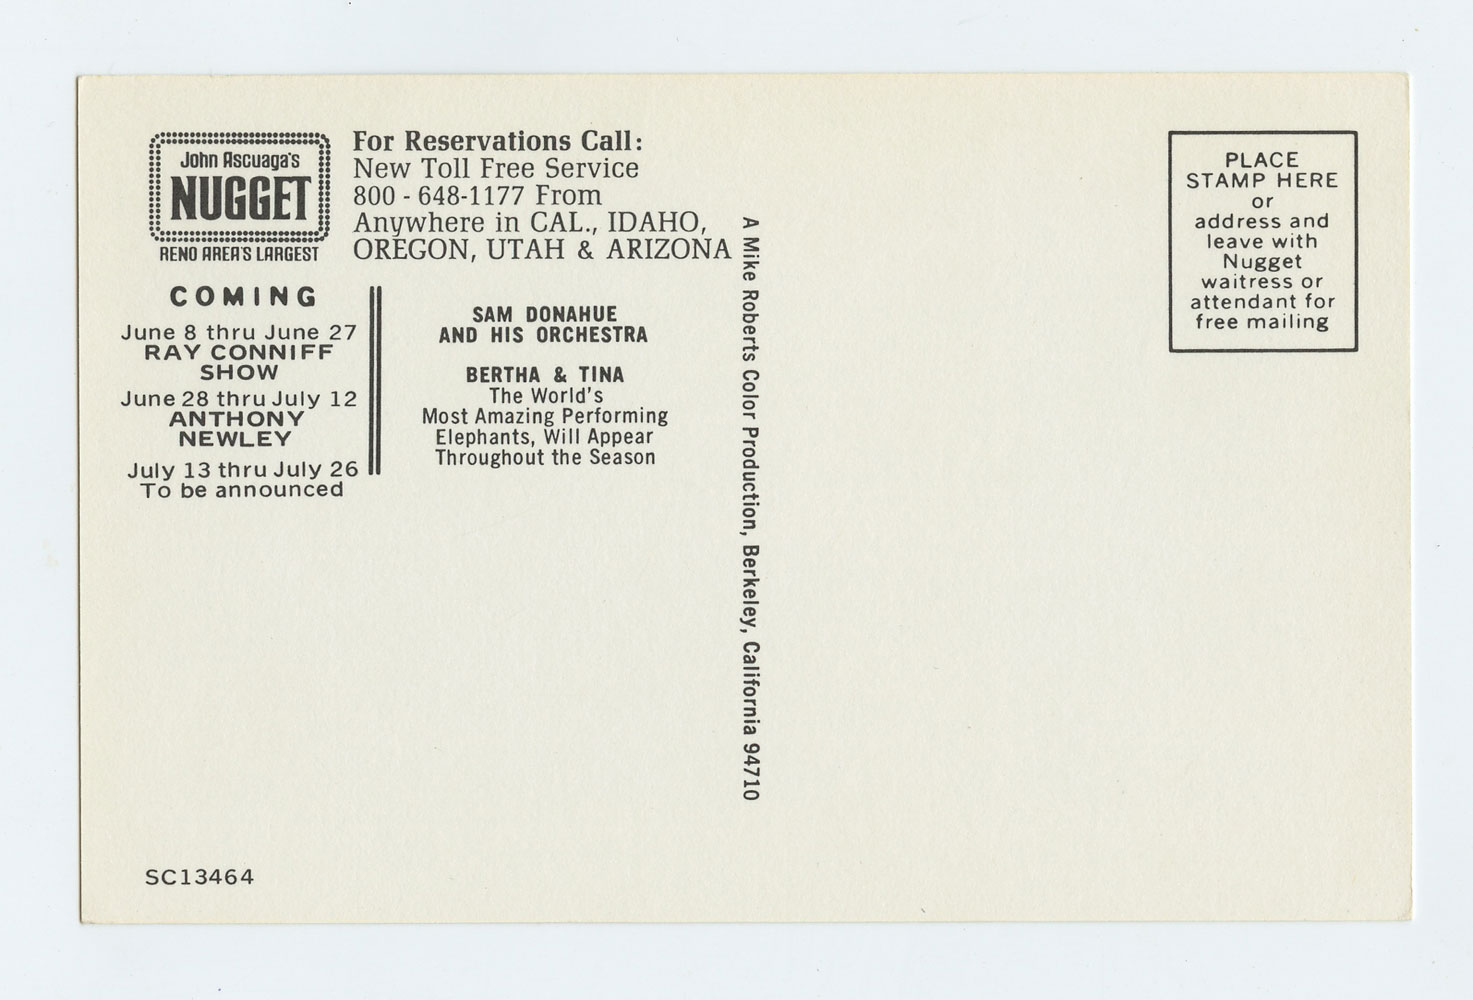 John Ascuaga's
NUGGET
RENO AREA'S LARGEST
For Reservations Call:
New Toll Free Service
800 - 648-1177 From
Anywhere in CAL., IDAHO,
OREGON, UTAH & ARIZONA
COMING
June 8 thru June 27
RAY CONNIFF
SHOW
June 28 thru July 12
ANTHONY
NEWLEY
July 13 thru July 26
To be announced
SAM DONAHUE
AND HIS ORCHESTRA
BERTHA & TINA
The World's
Most Amazing Performing
Elephants, Will Appear
Throughout the Season
A Mike Roberts Color Production, Berkeley, California 94710
PLACE
STAMP HERE
or
address and
leave with
Nugget
waitress or
attendant for
free mailing
SC13464